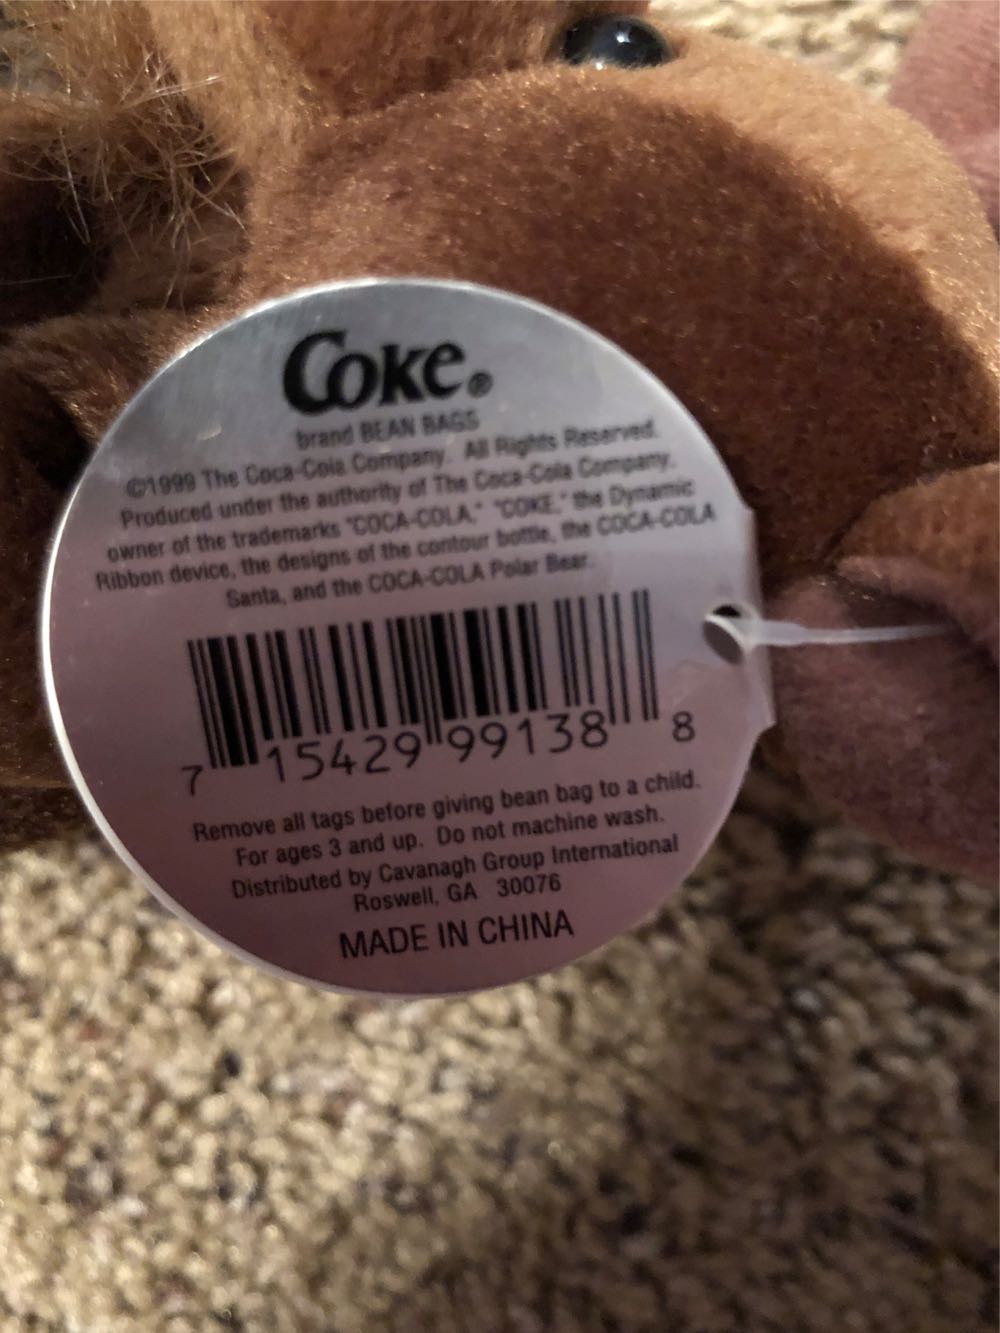 Coke®
brand BEAN BAGS
©1999 The Coca-Cola Company. All Rights Reserved.
Produced under the authority of The Coca-Cola Company,
owner of the trademarks "COCA-COLA," "COKE," the Dynamic
Ribbon device, the designs of the contour bottle, the COCA-COLA
Santa, and the COCA-COLA Polar Bear.
7 15429 99138 8
Remove all tags before giving bean bag to a child.
For ages 3 and up. Do not machine wash.
Distributed by Cavanagh Group International
Roswell, GA 30076
MADE IN CHINA